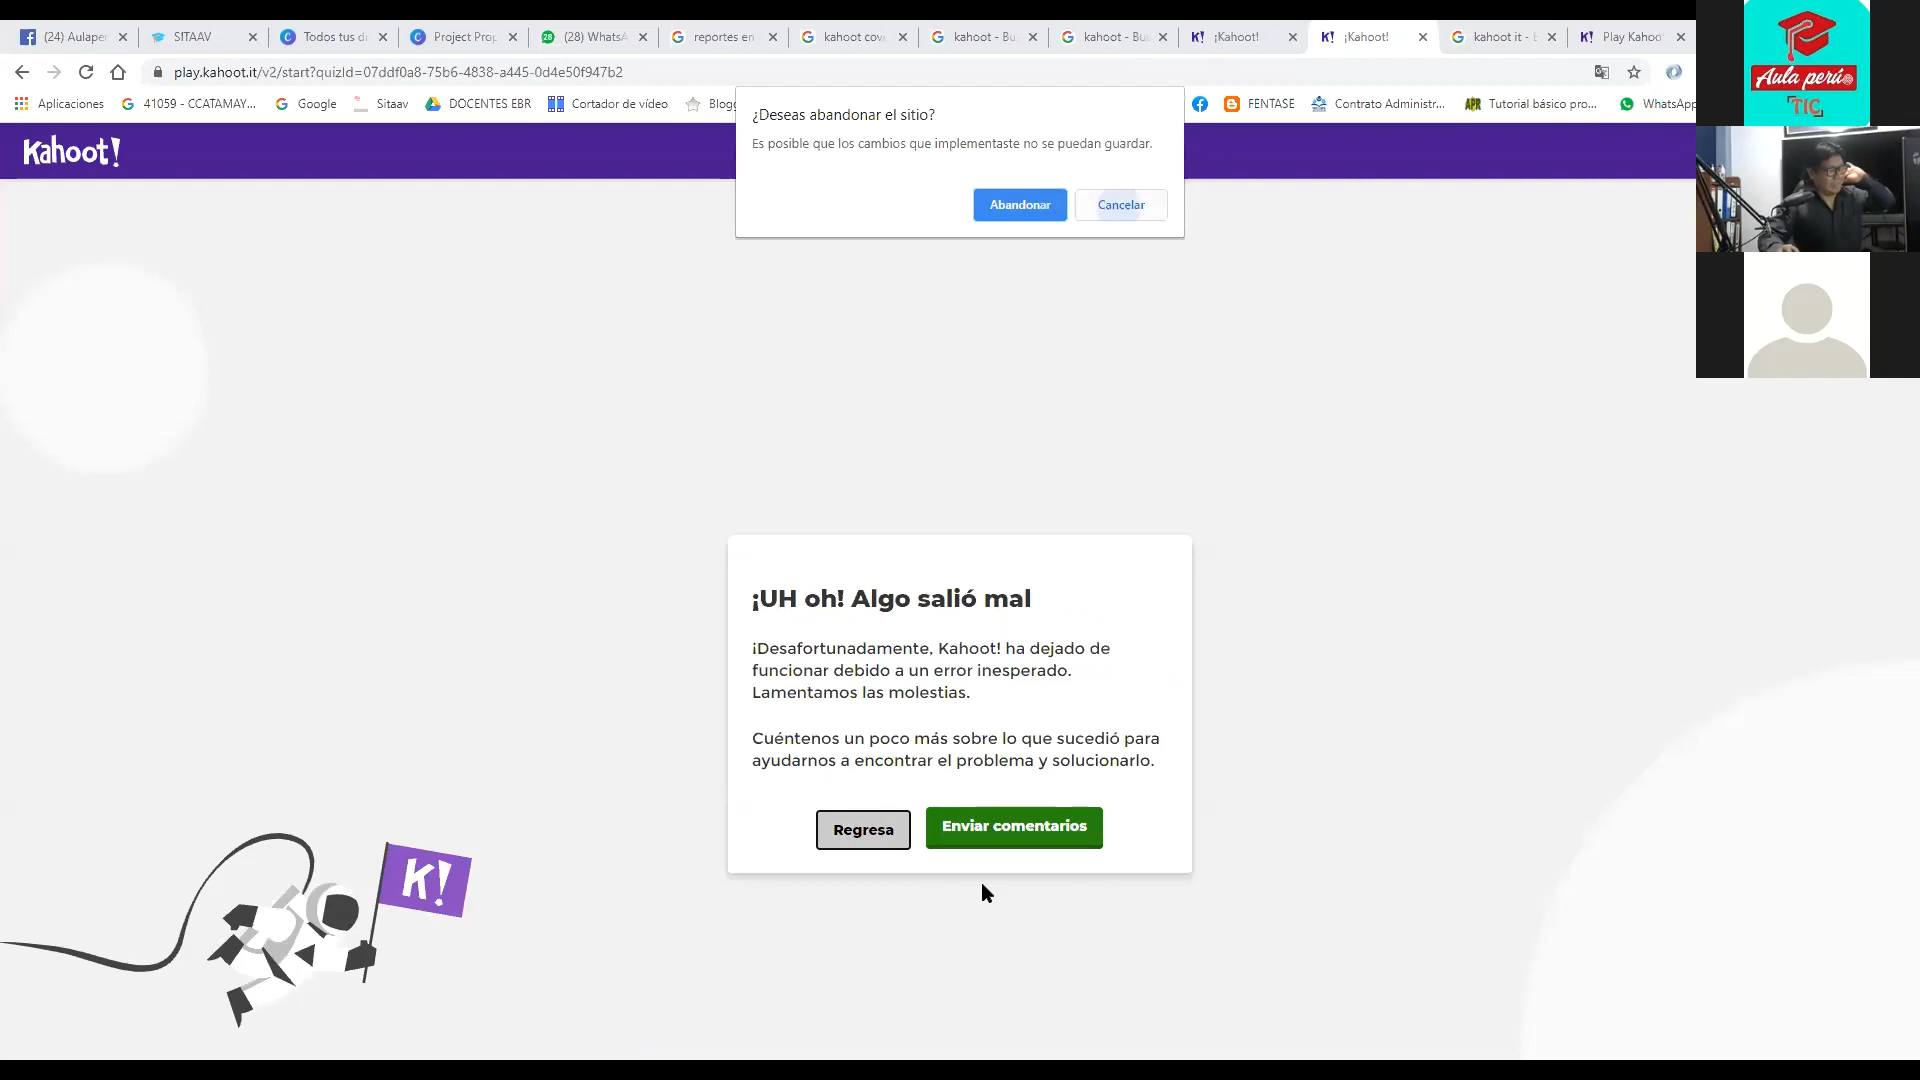 (24) Aulape
SITAAV
Todos tus d
Project Prop
(28) WhatsA
reportes en
kahoot cov
kahoot - Bu
kahoot - Bu
¡Kahoot!
¡Kahoot!
kahoot it - B
Play Kahoo
play.kahoot.it/v2/start?quizId=07ddf0a8-75b6-4838-a445-0d4e50f947b2
Aplicaciones
41059 - CCATAMAY...
Google
Sitaav
DOCENTES EBR
Cortador de vídeo
Blogg
FENTASE
Contrato Administr...
Tutorial básico pro...
WhatsApp
Aula perú
TIC
Kahoot!
¿Deseas abandonar el sitio?
Es posible que los cambios que implementaste no se puedan guardar.
Abandonar
Cancelar
¡UH oh! Algo salió mal
¡Desafortunadamente, Kahoot! ha dejado de
funcionar debido a un error inesperado.
Lamentamos las molestias.
Cuéntenos un poco más sobre lo que sucedió para
ayudarnos a encontrar el problema y solucionarlo.
Regresa
Enviar comentarios
K!